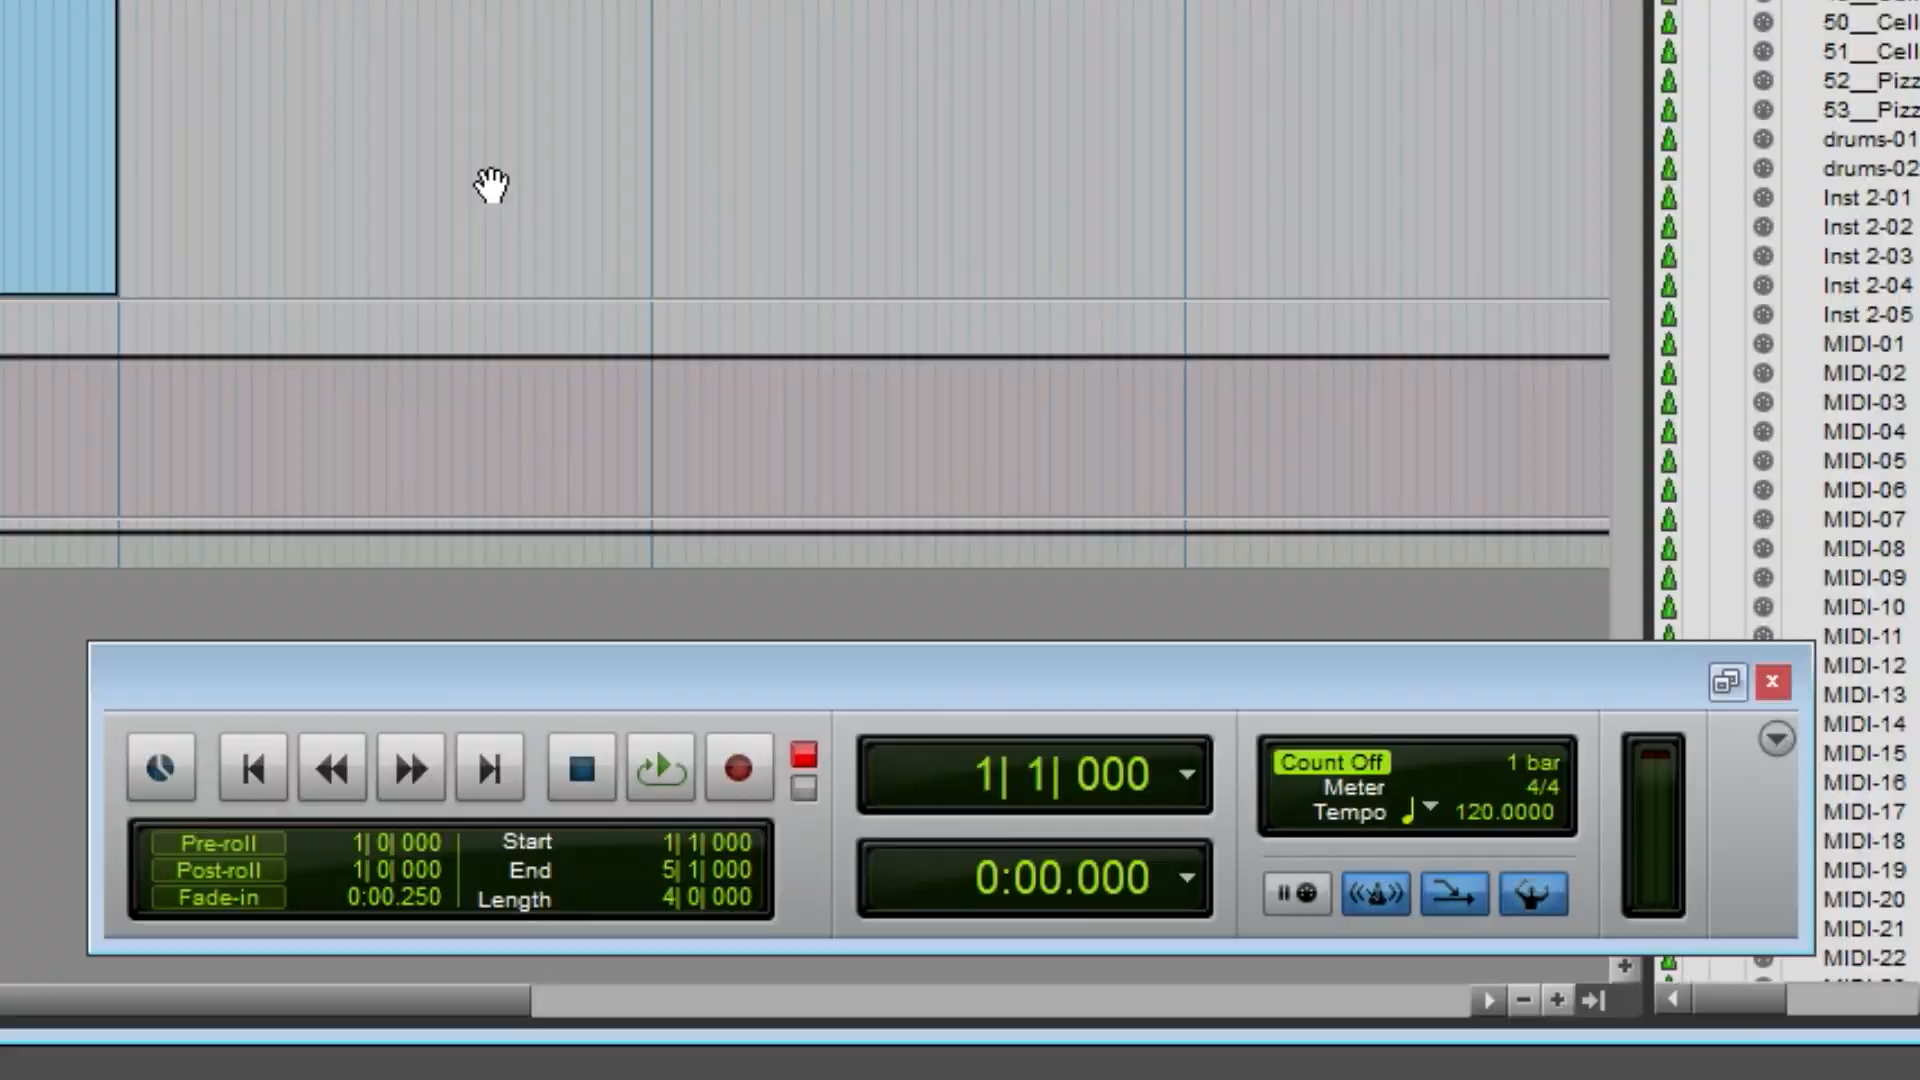 50__Cell
51__Cell
52__Pizz
53__Pizz
drums-01
drums-02
Inst 2-01
Inst 2-02
Inst 2-03
Inst 2-04
Inst 2-05
MIDI-01
MIDI-02
MIDI-03
MIDI-04
MIDI-05
MIDI-06
MIDI-07
MIDI-08
MIDI-09
MIDI-10
MIDI-11
MIDI-12
MIDI-13
MIDI-14
MIDI-15
MIDI-16
MIDI-17
MIDI-18
MIDI-19
MIDI-20
MIDI-21
MIDI-22
Pre-roll 1| 0| 000 Start 1| 1| 000
Post-roll 1| 0| 000 End 5| 1| 000
Fade-in 0:00.250 Length 4| 0| 000
1| 1| 000
0:00.000
Count Off 1 bar
Meter 4/4
Tempo 120.0000